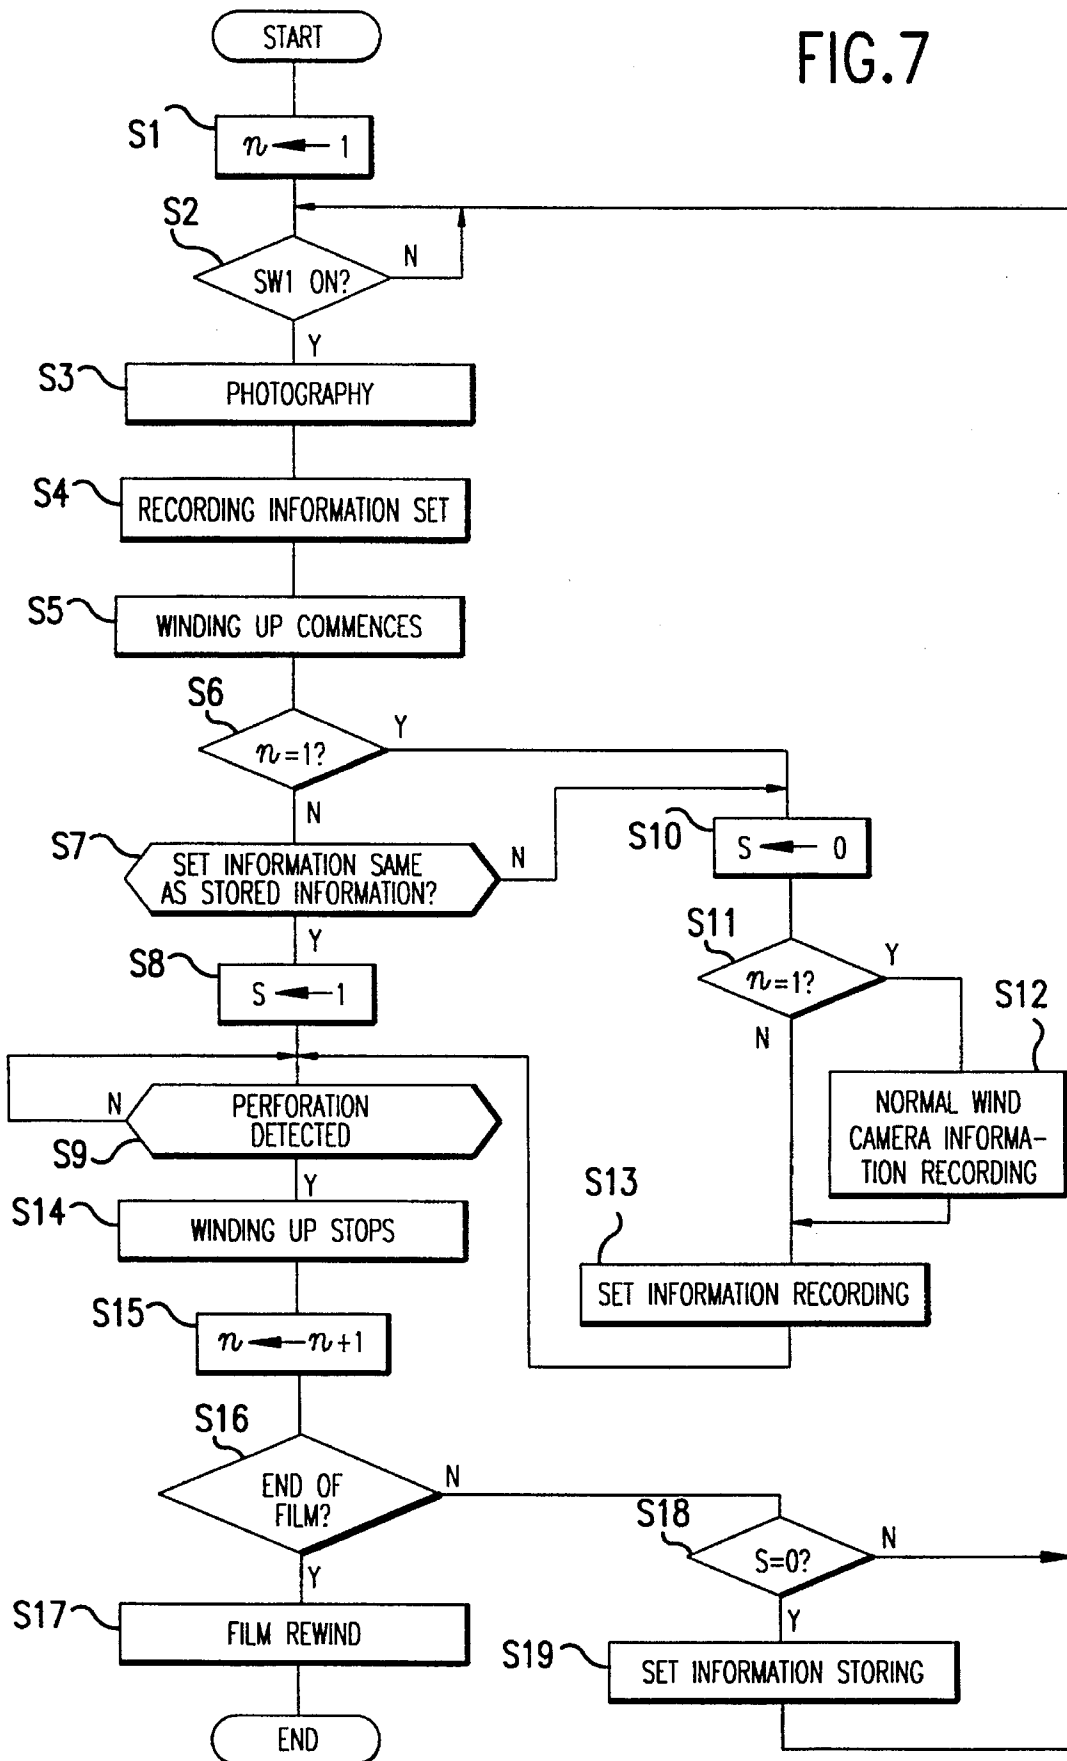 FIG.7
START
S1
n ← 1
S2
SW1 ON?
N
Y
S3
PHOTOGRAPHY
S4
RECORDING INFORMATION SET
S5
WINDING UP COMMENCES
S6
n=1?
Y
N
S7
SET INFORMATION SAME
AS STORED INFORMATION?
N
Y
S10
S ← 0
S8
S ← 1
S11
n=1?
Y
N
S12
NORMAL WIND
CAMERA INFORMA-
TION RECORDING
N
PERFORATION
DETECTED
S9
Y
S13
SET INFORMATION RECORDING
S14
WINDING UP STOPS
S15
n ← n+1
S16
END OF
FILM?
N
Y
S18
S=0?
N
Y
S17
FILM REWIND
S19
SET INFORMATION STORING
END